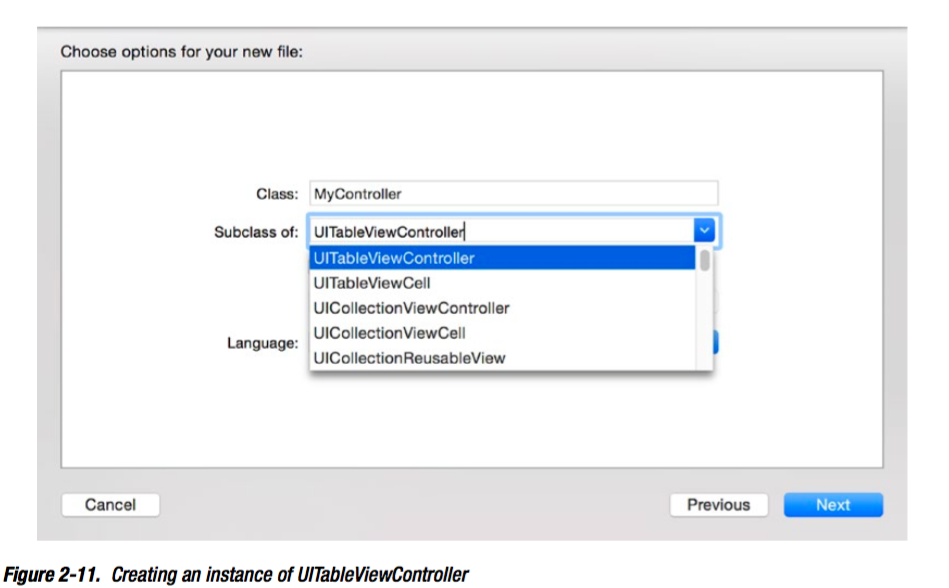 Choose options for your new file:
Class: MyController
Subclass of: UITableViewController
UITableViewController
UITableViewCell
UICollectionViewController
UICollectionViewCell
Language:
UICollectionReusableView
Cancel Previous Next
Figure 2-11. Creating an instance of UITableViewController